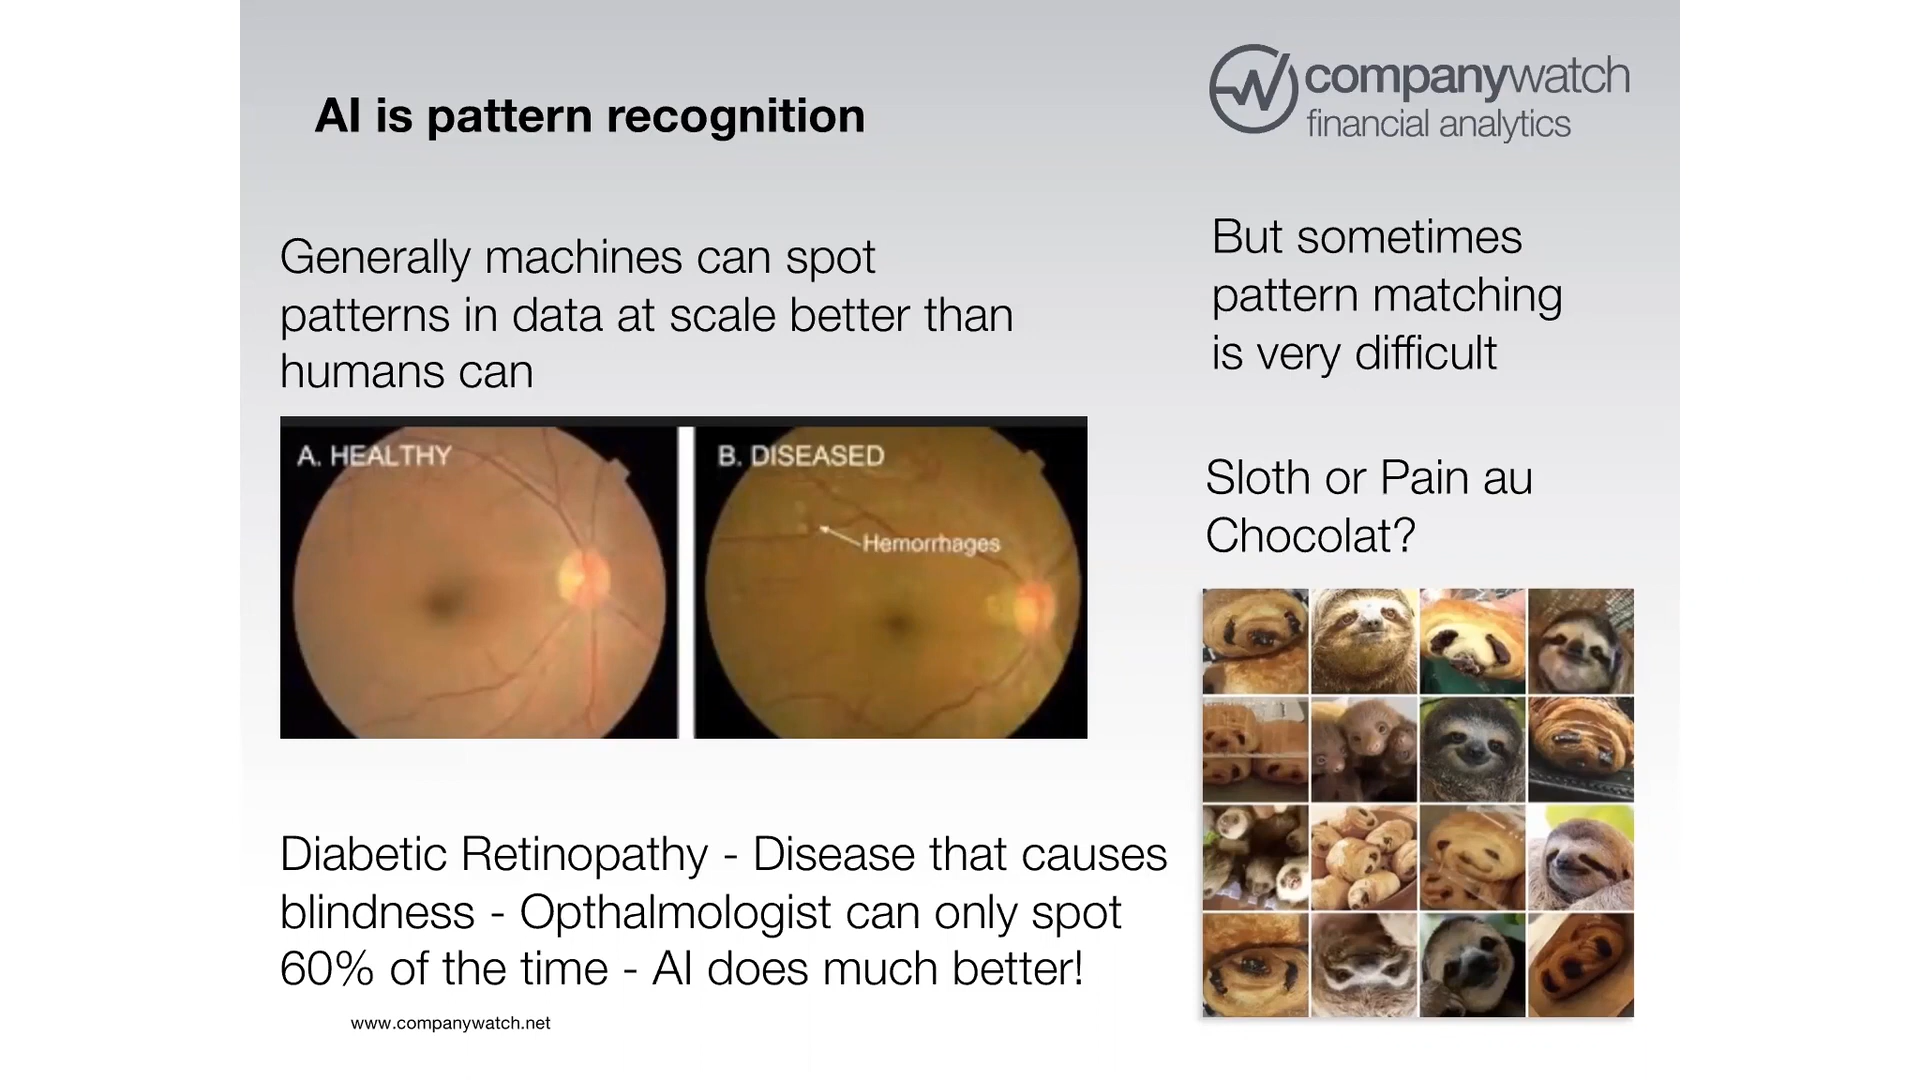 AI is pattern recognition
companywatch
financial analytics
Generally machines can spot
patterns in data at scale better than
humans can
A. HEALTHY
B. DISEASED
Hemorrhages
Diabetic Retinopathy - Disease that causes
blindness - Opthalmologist can only spot
60% of the time - AI does much better!
But sometimes
pattern matching
is very difficult
Sloth or Pain au
Chocolat?
www.companywatch.net